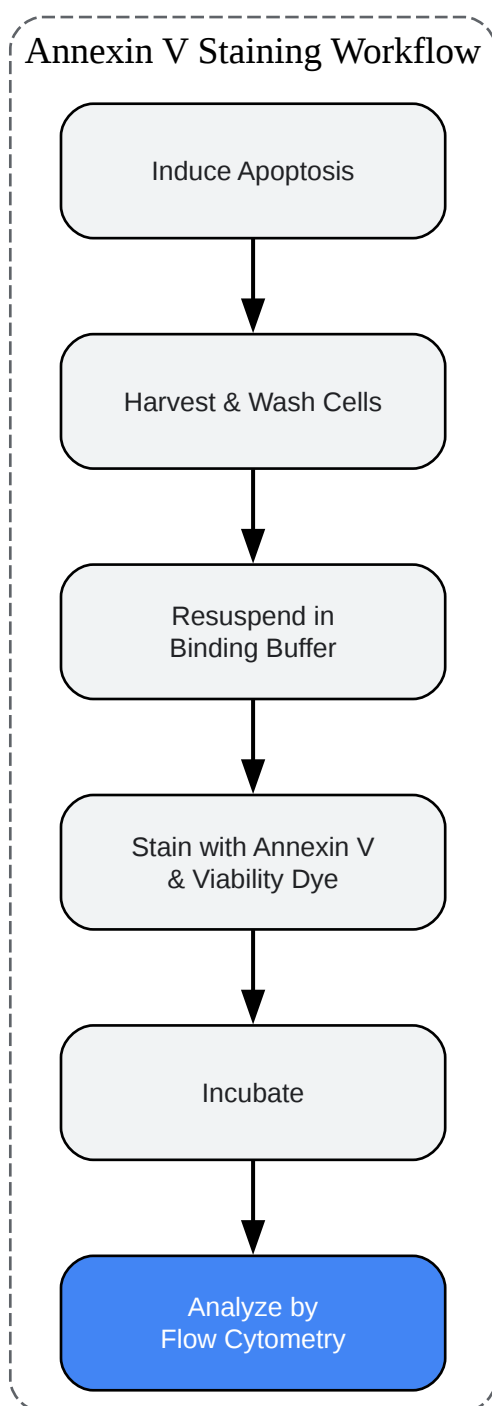 Annexin V Staining Workflow
Induce Apoptosis
Harvest & Wash Cells
Resuspend in
Binding Buffer
Stain with Annexin V
& Viability Dye
Incubate
Analyze by
Flow Cytometry